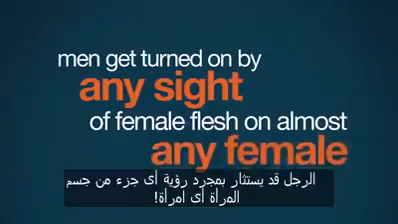 men get turned on by
any sight
of female flesh on almost
any female
الرجل قد يستثار بمجرد رؤية أى جزء من جسم
المرأة أى امرأة!